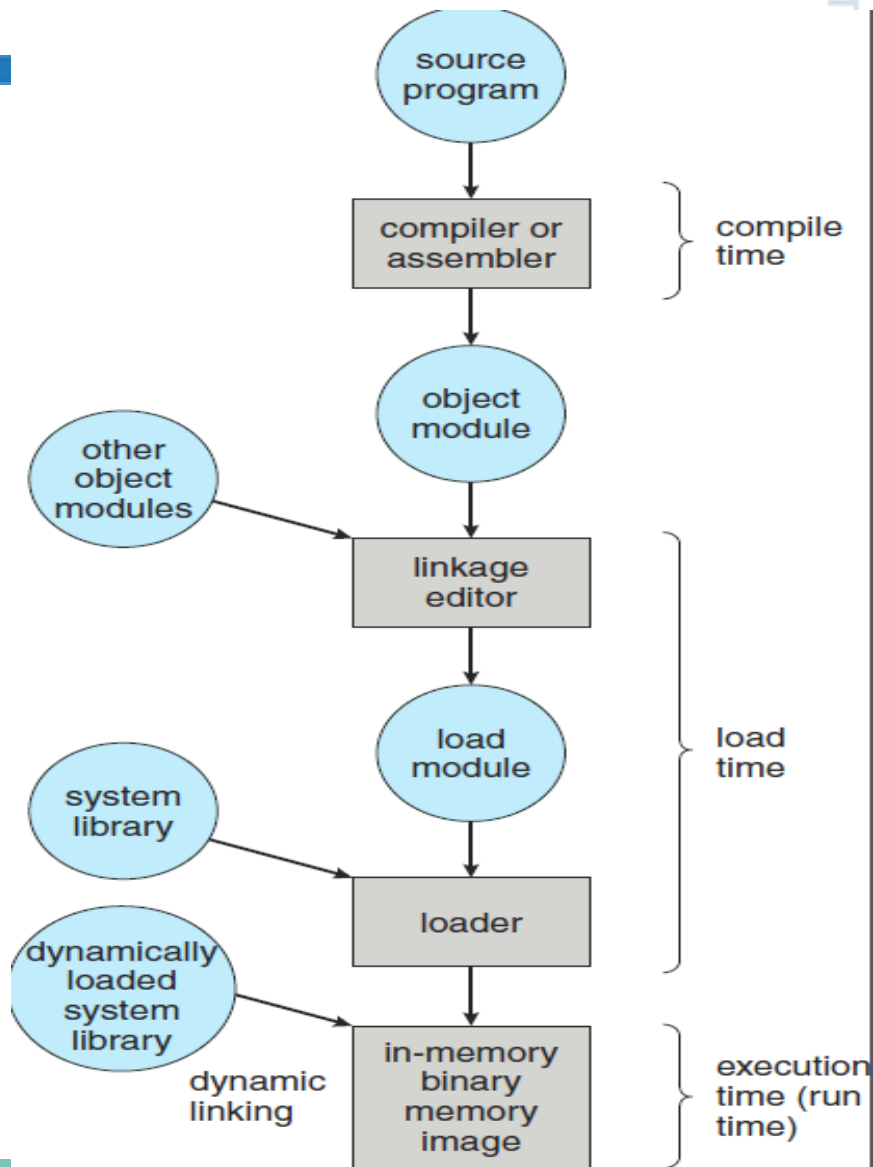 source
program
compiler or
assembler
compile
time
object
module
other
object
modules
linkage
editor
load
module
load
time
system
library
loader
dynamically
loaded
system
library
dynamic
linking
in-memory
binary
memory
image
execution
time (run
time)